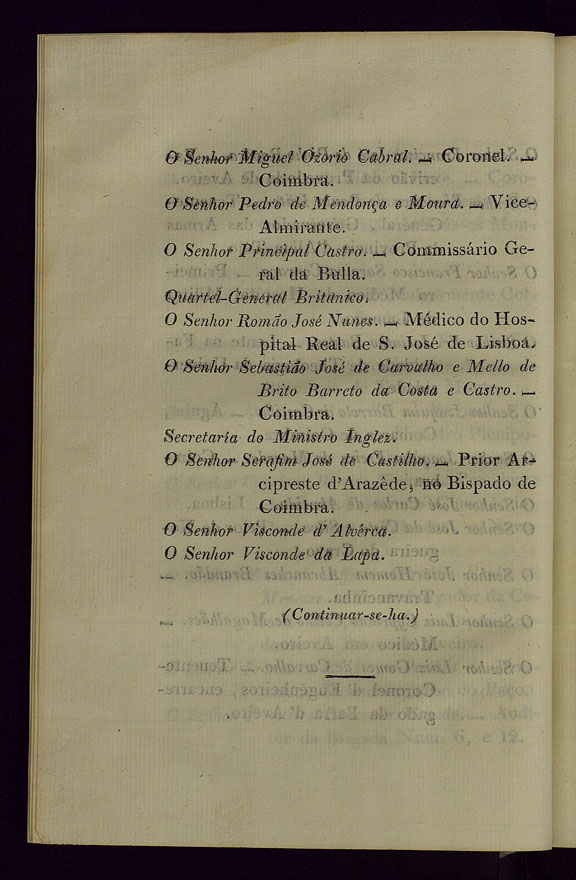 O Senhor Miguel Ozorio Cabral. — Coronel. —
Coimbra.
O Senhor Pedro de Mendonça e Moura. — Vice-
Almirante.
O Senhor Principal Castro. — Commissário Ge-
ral da Bulla.
Quartel-General Britanico.
O Senhor Romão José Nunes. — Médico do Hos-
pital Real de S. José de Lisboa.
O Senhor Sebastião José de Carvalho e Mello de
Brito Barreto da Costa e Castro. —
Coimbra.
Secretaría do Ministro Inglez.
O Senhor Serafim José de Castilho. — Prior Ar-
cipreste d'Arazêde, no Bispado de
Coimbra.
O Senhor Visconde d'Alvérca.
O Senhor Visconde da Lapa.
(Continuar-se-ha.)